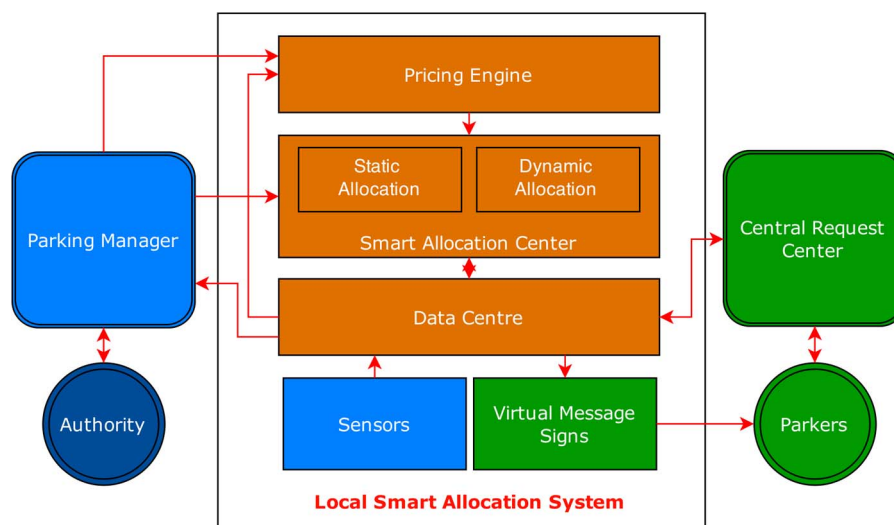 Pricing Engine
Static
Allocation
Dynamic
Allocation
Smart Allocation Center
Parking Manager
Central Request
Center
Data Centre
Authority
Sensors
Virtual Message
Signs
Parkers
Local Smart Allocation System